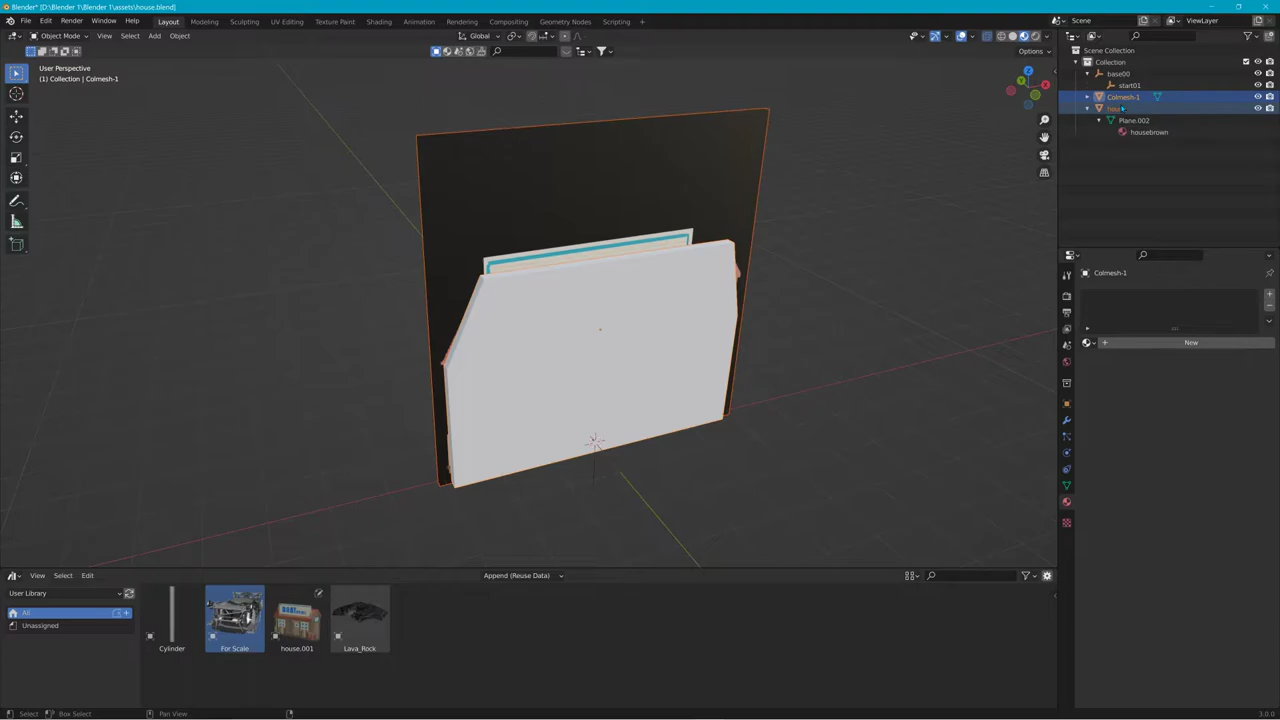 Blender* [D:\Blender 1\Blender 1\assets\house.blend]
File Edit Render Window Help Layout Modeling Sculpting UV Editing Texture Paint Shading Animation Rendering Compositing Geometry Nodes Scripting + Scene ViewLayer
Object Mode View Select Add Object Global
Options
User Perspective
(1) Collection | Colmesh-1
Scene Collection
Collection
base00
start01
Colmesh-1
Plane.002
housebrown
Colmesh-1
New
View Select Edit Append (Reuse Data)
User Library
All
Unassigned
Cylinder For Scale house.001 Lava_Rock
Select Box Select Pan View 3.0.0